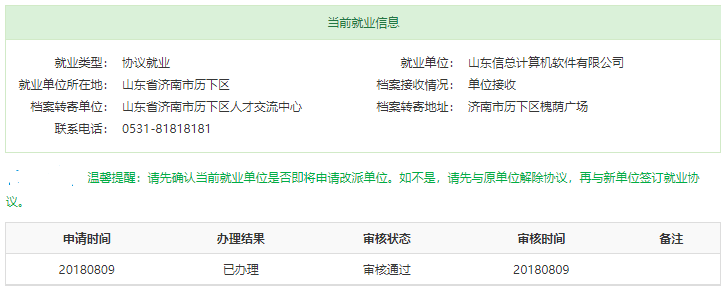 当前就业信息
就业类型： 协议就业 就业单位： 山东信总计算机软件有限公司
就业单位所在地： 山东省济南市历下区 档案接收情况： 单位接收
档案转寄单位： 山东省济南市历下区人才交流中心 档案转寄地址： 济南市历下区槐荫广场
联系电话： 0531-81818181
温馨提醒：请先确认当前就业单位是否即将申请改派单位。如不是，请先与原单位解除协议，再与新单位签订就业协
议。
申请时间 办理结果 审核状态 审核时间 备注
20180809 已办理 审核通过 20180809